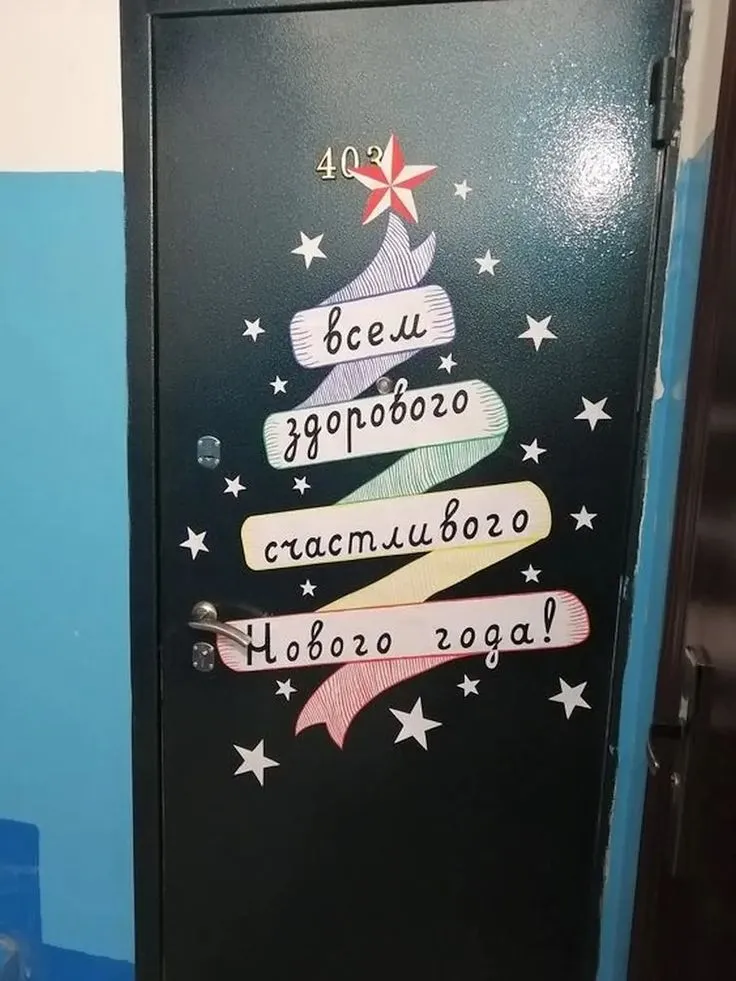 403
всем
здорового
счастливого
Нового года!